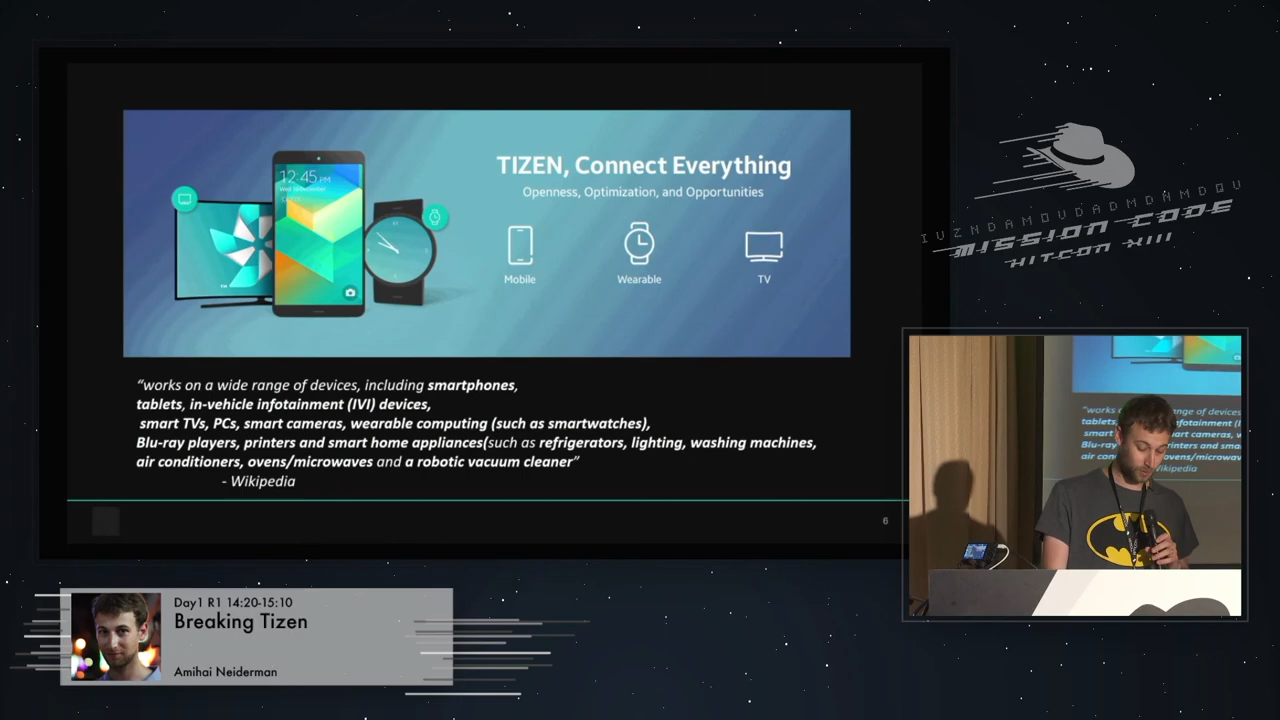 TIZEN, Connect Everything
Openness, Optimization, and Opportunities
12:45 PM
Mobile
Wearable
TV
“works on a wide range of devices, including smartphones,
tablets, in-vehicle infotainment (IVI) devices,
smart TVs, PCs, smart cameras, wearable computing (such as smartwatches),
Blu-ray players, printers and smart home appliances(such as refrigerators, lighting, washing machines,
air conditioners, ovens/microwaves and a robotic vacuum cleaner”
- Wikipedia
6
MISSION CODE
HITCON XIII
Day1 R1 14:20-15:10
Breaking Tizen
Amihai Neiderman